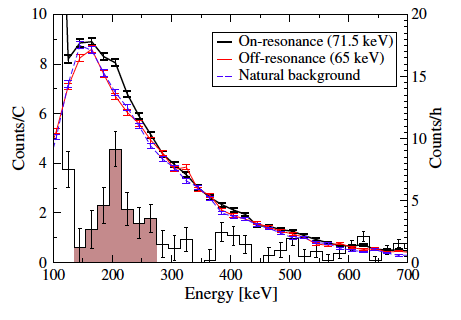 10
8
6
4
2
0
Counts/C
On-resonance (71.5 keV)
Off-resonance (65 keV)
Natural background
20
15
10
5
0
Counts/h
100 200 300 400 500 600 700
Energy [keV]